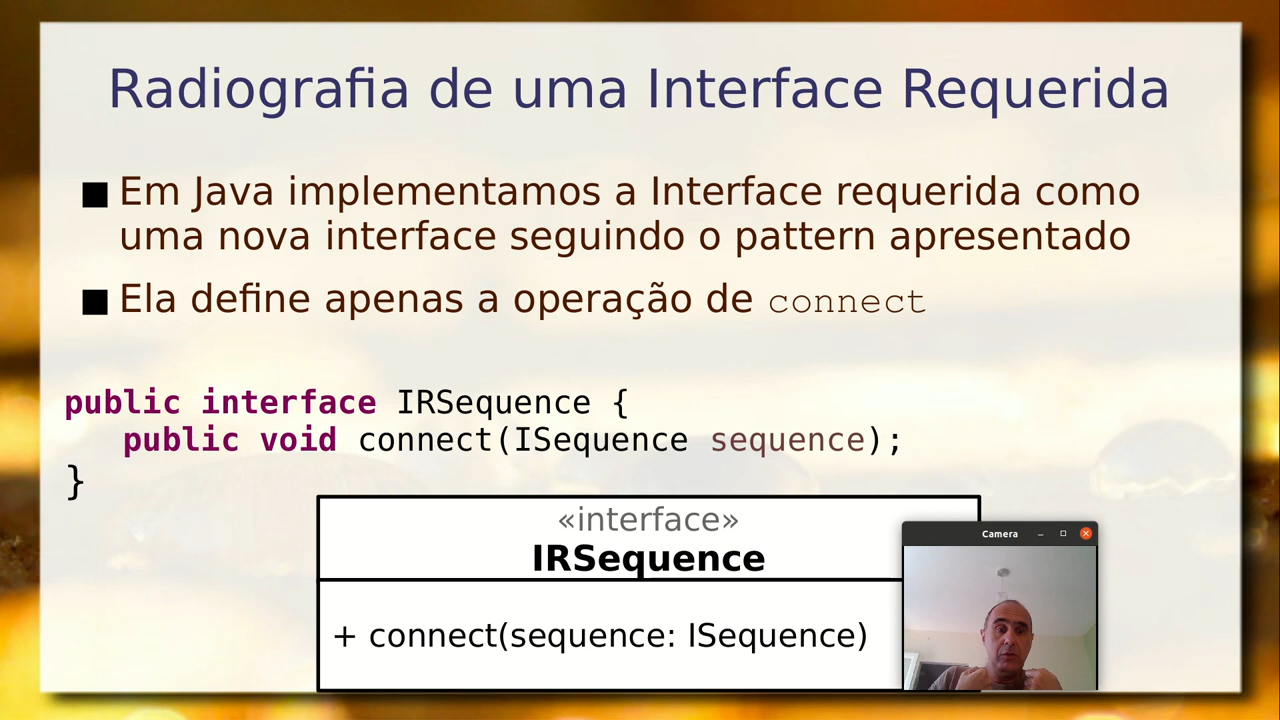 Radiografia de uma Interface Requerida
■ Em Java implementamos a Interface requerida como
uma nova interface seguindo o pattern apresentado
■ Ela define apenas a operação de connect
public interface IRSequence {
public void connect(ISequence sequence);
}
«interface»
IRSequence
+ connect(sequence: ISequence)
Camera